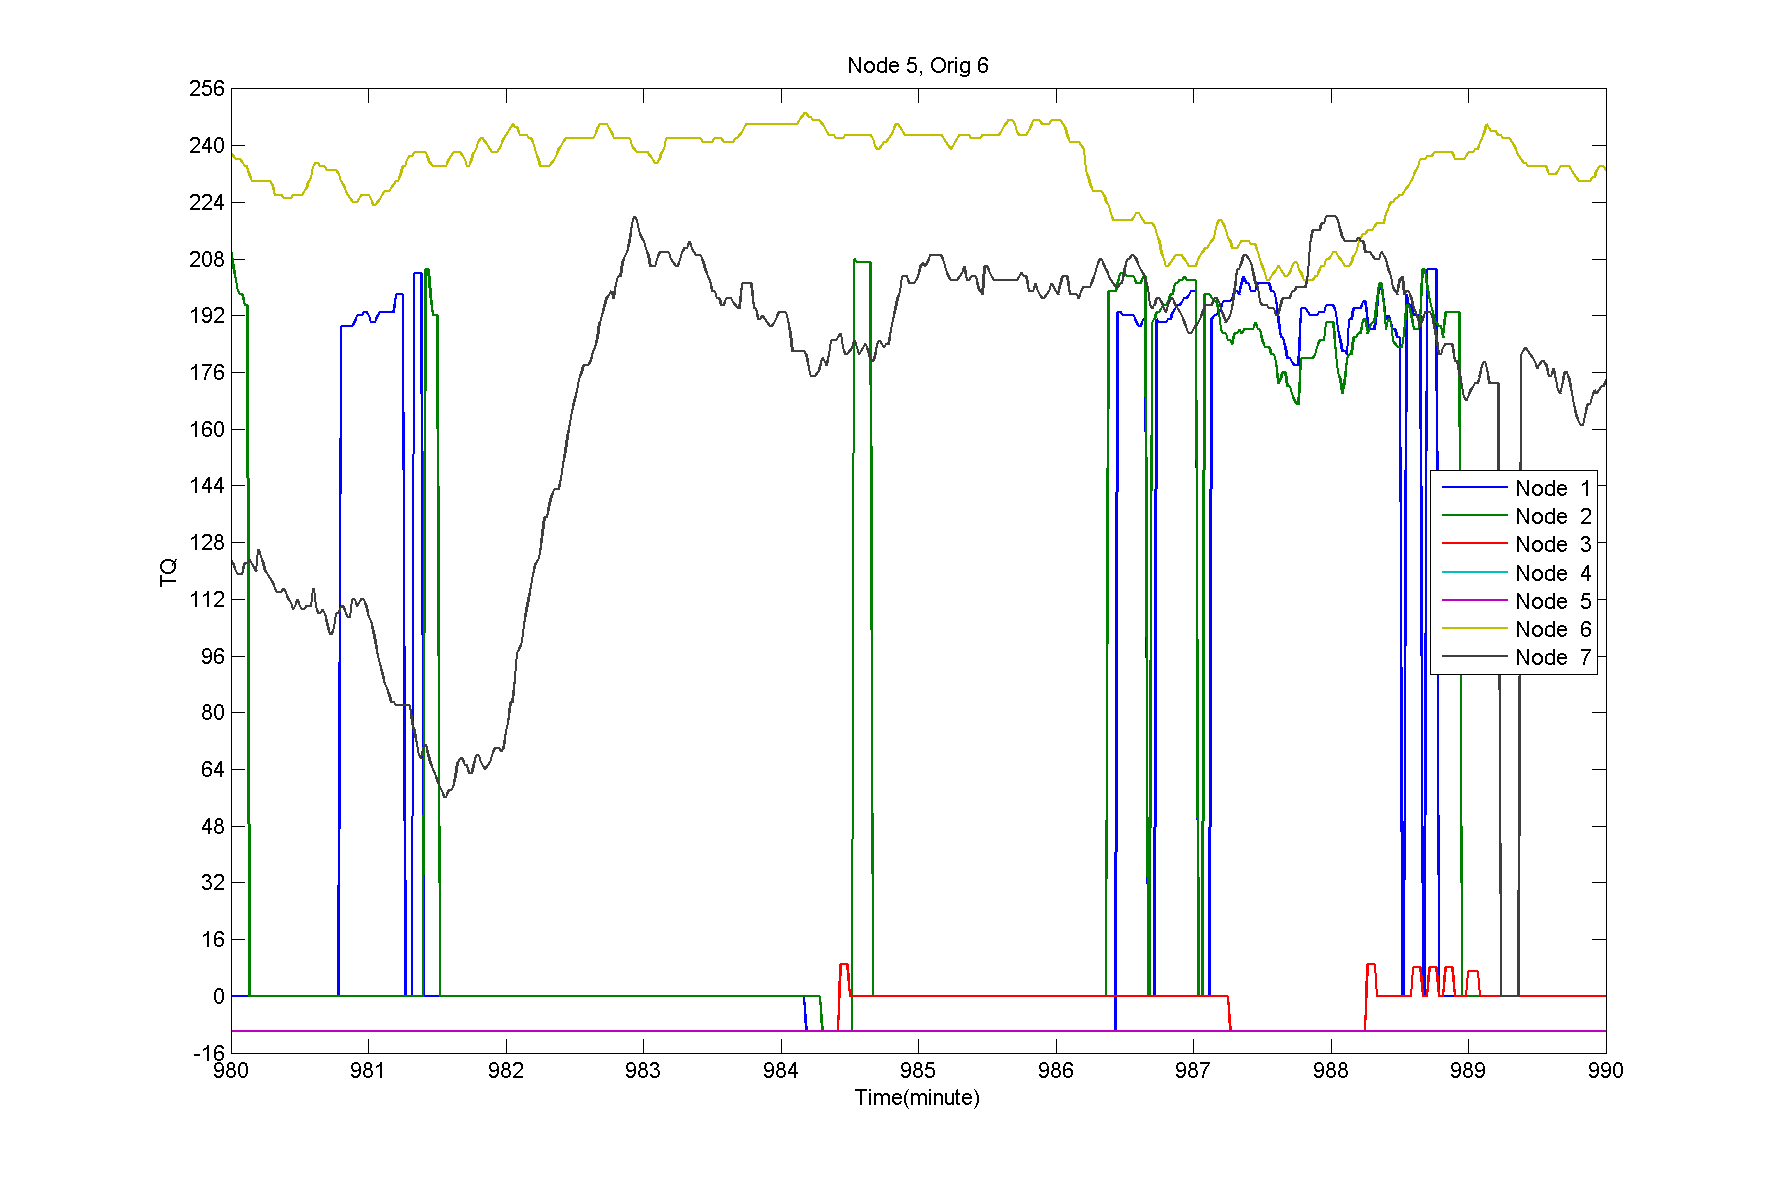 Node 5, Orig 6
256
240
224
208
192
176
160
144
128
112
96
80
64
48
32
16
0
-16
TQ
Node 1
Node 2
Node 3
Node 4
Node 5
Node 6
Node 7
980 981 982 983 984 985 986 987 988 989 990
Time(minute)